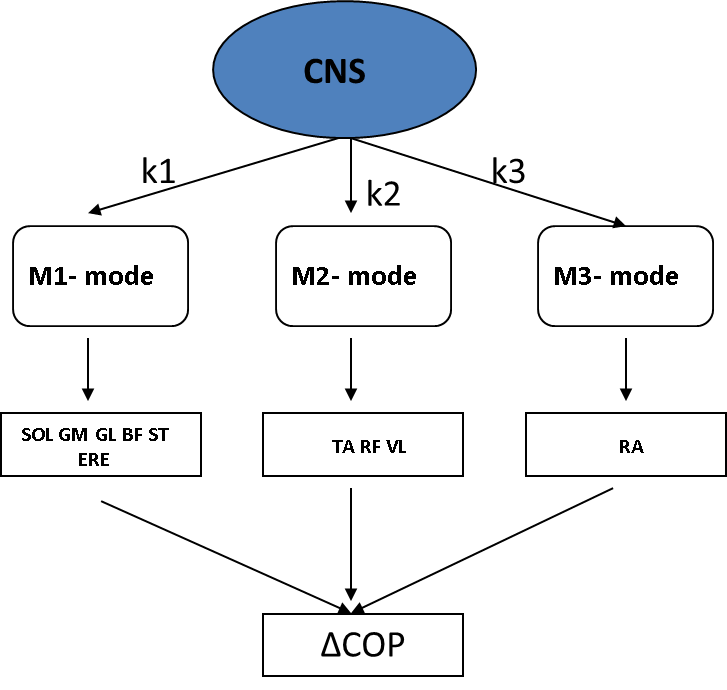 CNS
k1
k2
k3
M1- mode
M2- mode
M3- mode
SOL GM GL BF ST
ERE
TA RF VL
RA
ΔCOP